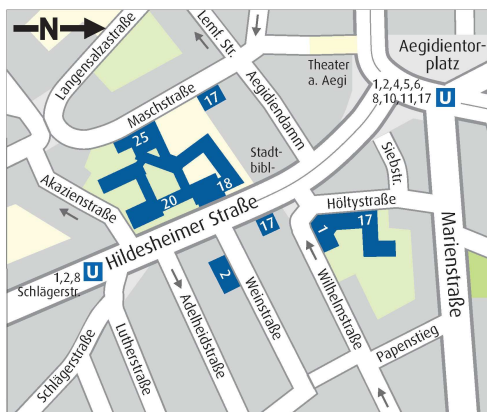 N
Langensalzastraße
Lemf. Str.
Theater
a. Aegi
Aegidientor-
platz
1,2,4,5,6,
8,10,11,17
U
Maschstraße
17
Aegidiendamm
25
Stadt-
bibl-
Siebstr.
Akazienstraße
20
18
Höltystraße
Hildesheimer Straße
17
1
17
Marienstraße
U
1,2,8
Schlägerstr.
2
Weinstraße
Wilhelmstraße
Adelheidstraße
Lutherstraße
Schlägerstraße
Papenstieg